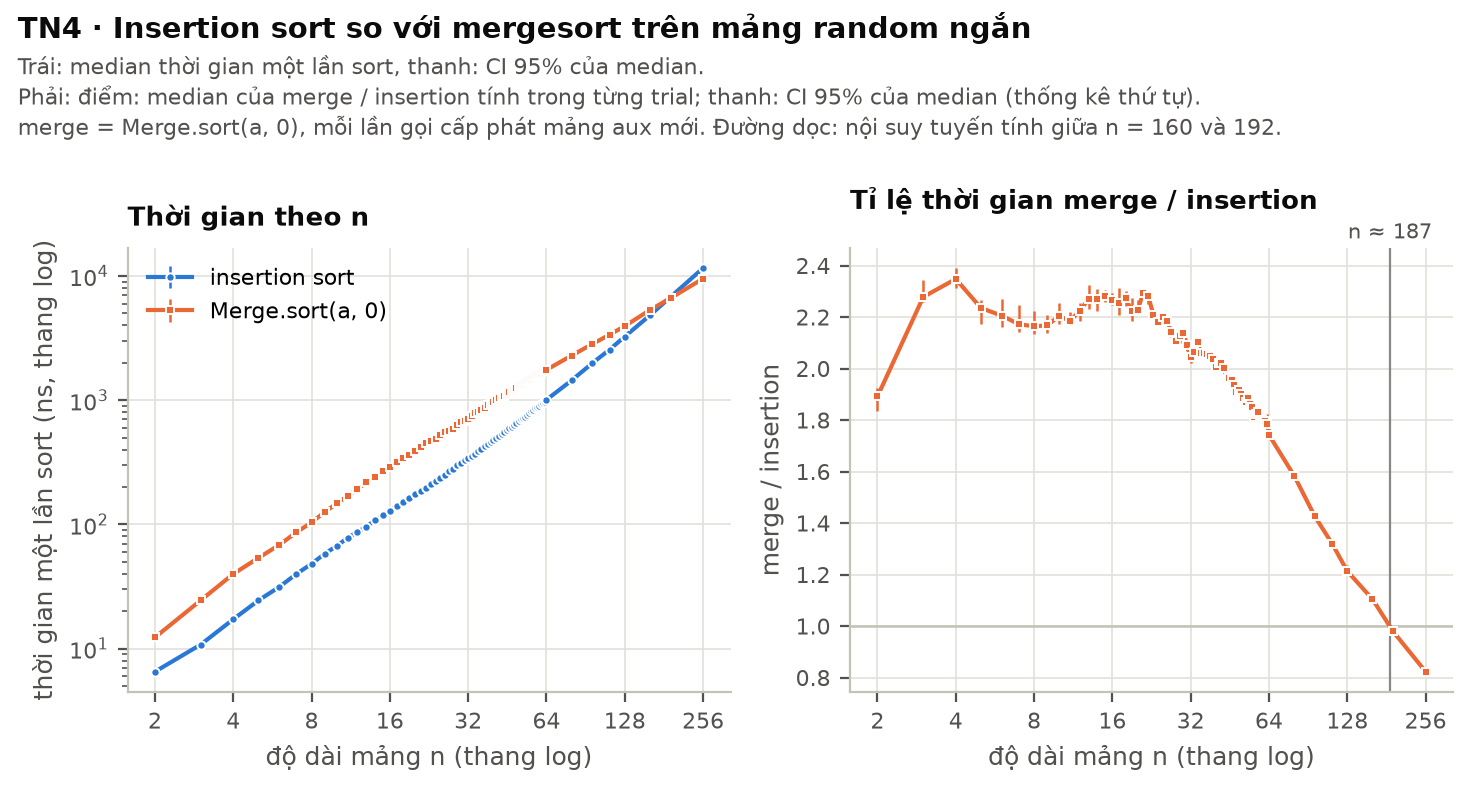 TN4 · Insertion sort so với mergesort trên mảng random ngắn
Trái: median thời gian một lần sort, thanh: CI 95% của median.
Phải: điểm: median của merge / insertion tính trong từng trial; thanh: CI 95% của median (thống kê thứ tự).
merge = Merge.sort(a, 0), mỗi lần gọi cấp phát mảng aux mới. Đường dọc: nội suy tuyến tính giữa n = 160 và 192.
Thời gian theo n
thời gian một lần sort (ns, thang log)
10⁴
10³
10²
10¹
insertion sort
Merge.sort(a, 0)
2 4 8 16 32 64 128 256
độ dài mảng n (thang log)
Tỉ lệ thời gian merge / insertion
n ≈ 187
merge / insertion
2.4
2.2
2.0
1.8
1.6
1.4
1.2
1.0
0.8
2 4 8 16 32 64 128 256
độ dài mảng n (thang log)